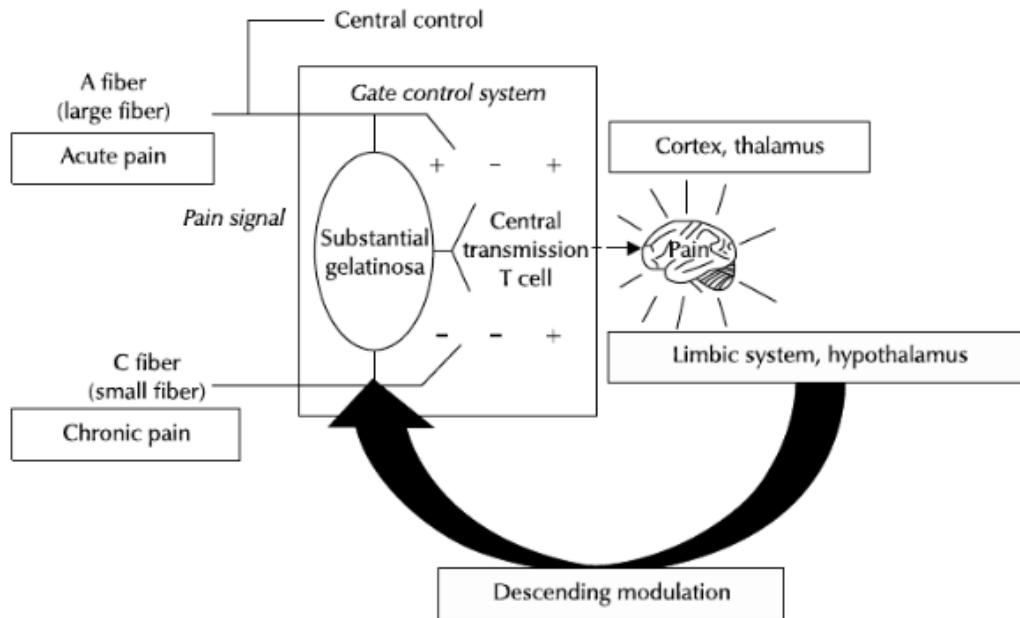 Central control
A fiber
(large fiber)
Acute pain
Gate control system
Cortex, thalamus
+ - +
Pain signal
Substantial
gelatinosa
Central
transmission
T cell
Pain
- - +
C fiber
(small fiber)
Chronic pain
Limbic system, hypothalamus
Descending modulation